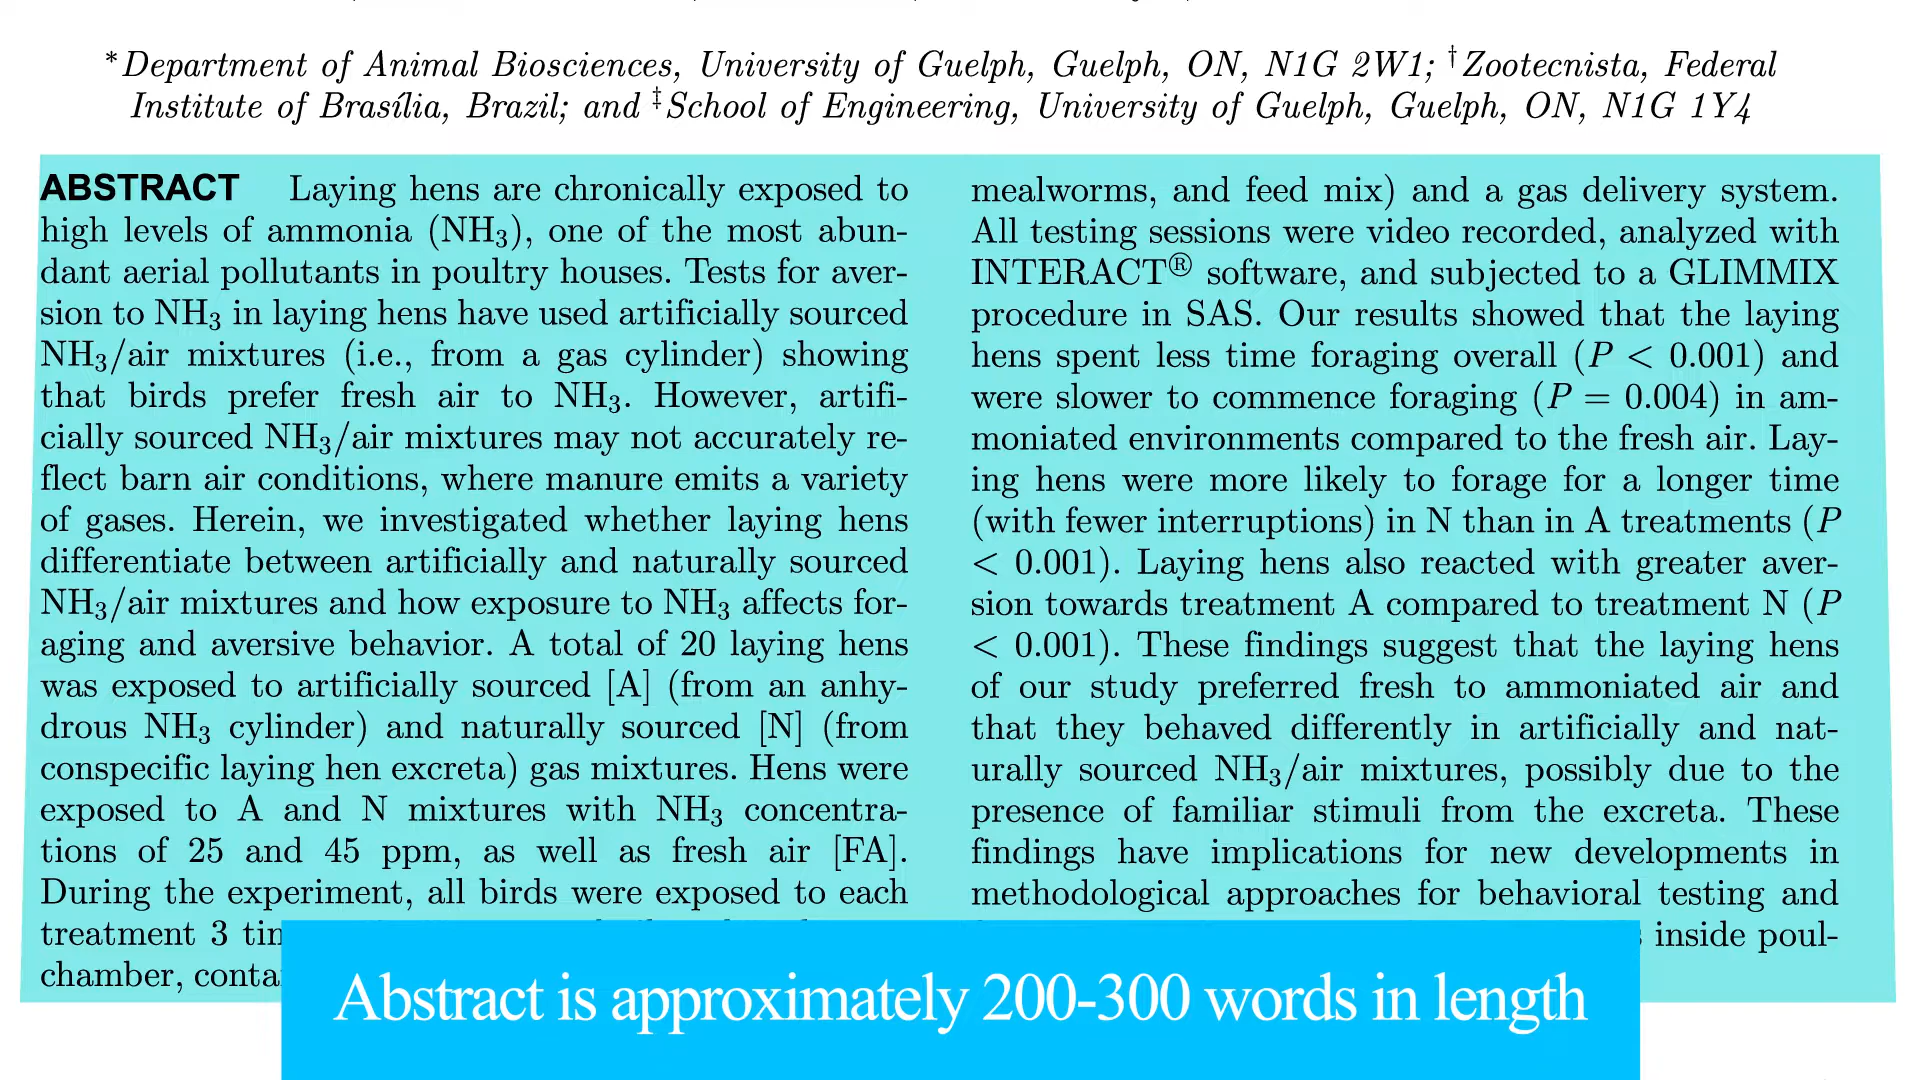 *Department of Animal Biosciences, University of Guelph, Guelph, ON, N1G 2W1; †Zootecnista, Federal
Institute of Brasília, Brazil; and ‡School of Engineering, University of Guelph, Guelph, ON, N1G 1Y4
ABSTRACT Laying hens are chronically exposed to
high levels of ammonia (NH₃), one of the most abun-
dant aerial pollutants in poultry houses. Tests for aver-
sion to NH₃ in laying hens have used artificially sourced
NH₃/air mixtures (i.e., from a gas cylinder) showing
that birds prefer fresh air to NH₃. However, artifi-
cially sourced NH₃/air mixtures may not accurately re-
flect barn air conditions, where manure emits a variety
of gases. Herein, we investigated whether laying hens
differentiate between artificially and naturally sourced
NH₃/air mixtures and how exposure to NH₃ affects for-
aging and aversive behavior. A total of 20 laying hens
was exposed to artificially sourced [A] (from an anhy-
drous NH₃ cylinder) and naturally sourced [N] (from
conspecific laying hen excreta) gas mixtures. Hens were
exposed to A and N mixtures with NH₃ concentra-
tions of 25 and 45 ppm, as well as fresh air [FA].
During the experiment, all birds were exposed to each
treatment 3
chamber,
mealworms, and feed mix) and a gas delivery system.
All testing sessions were video recorded, analyzed with
INTERACT® software, and subjected to a GLIMMIX
procedure in SAS. Our results showed that the laying
hens spent less time foraging overall (P < 0.001) and
were slower to commence foraging (P = 0.004) in am-
moniated environments compared to the fresh air. Lay-
ing hens were more likely to forage for a longer time
(with fewer interruptions) in N than in A treatments (P
< 0.001). Laying hens also reacted with greater aver-
sion towards treatment A compared to treatment N (P
< 0.001). These findings suggest that the laying hens
of our study preferred fresh to ammoniated air and
that they behaved differently in artificially and nat-
urally sourced NH₃/air mixtures, possibly due to the
presence of familiar stimuli from the excreta. These
findings have implications for new developments in
methodological approaches for behavioral testing and
inside poul-
Abstract is approximately 200-300 words in length